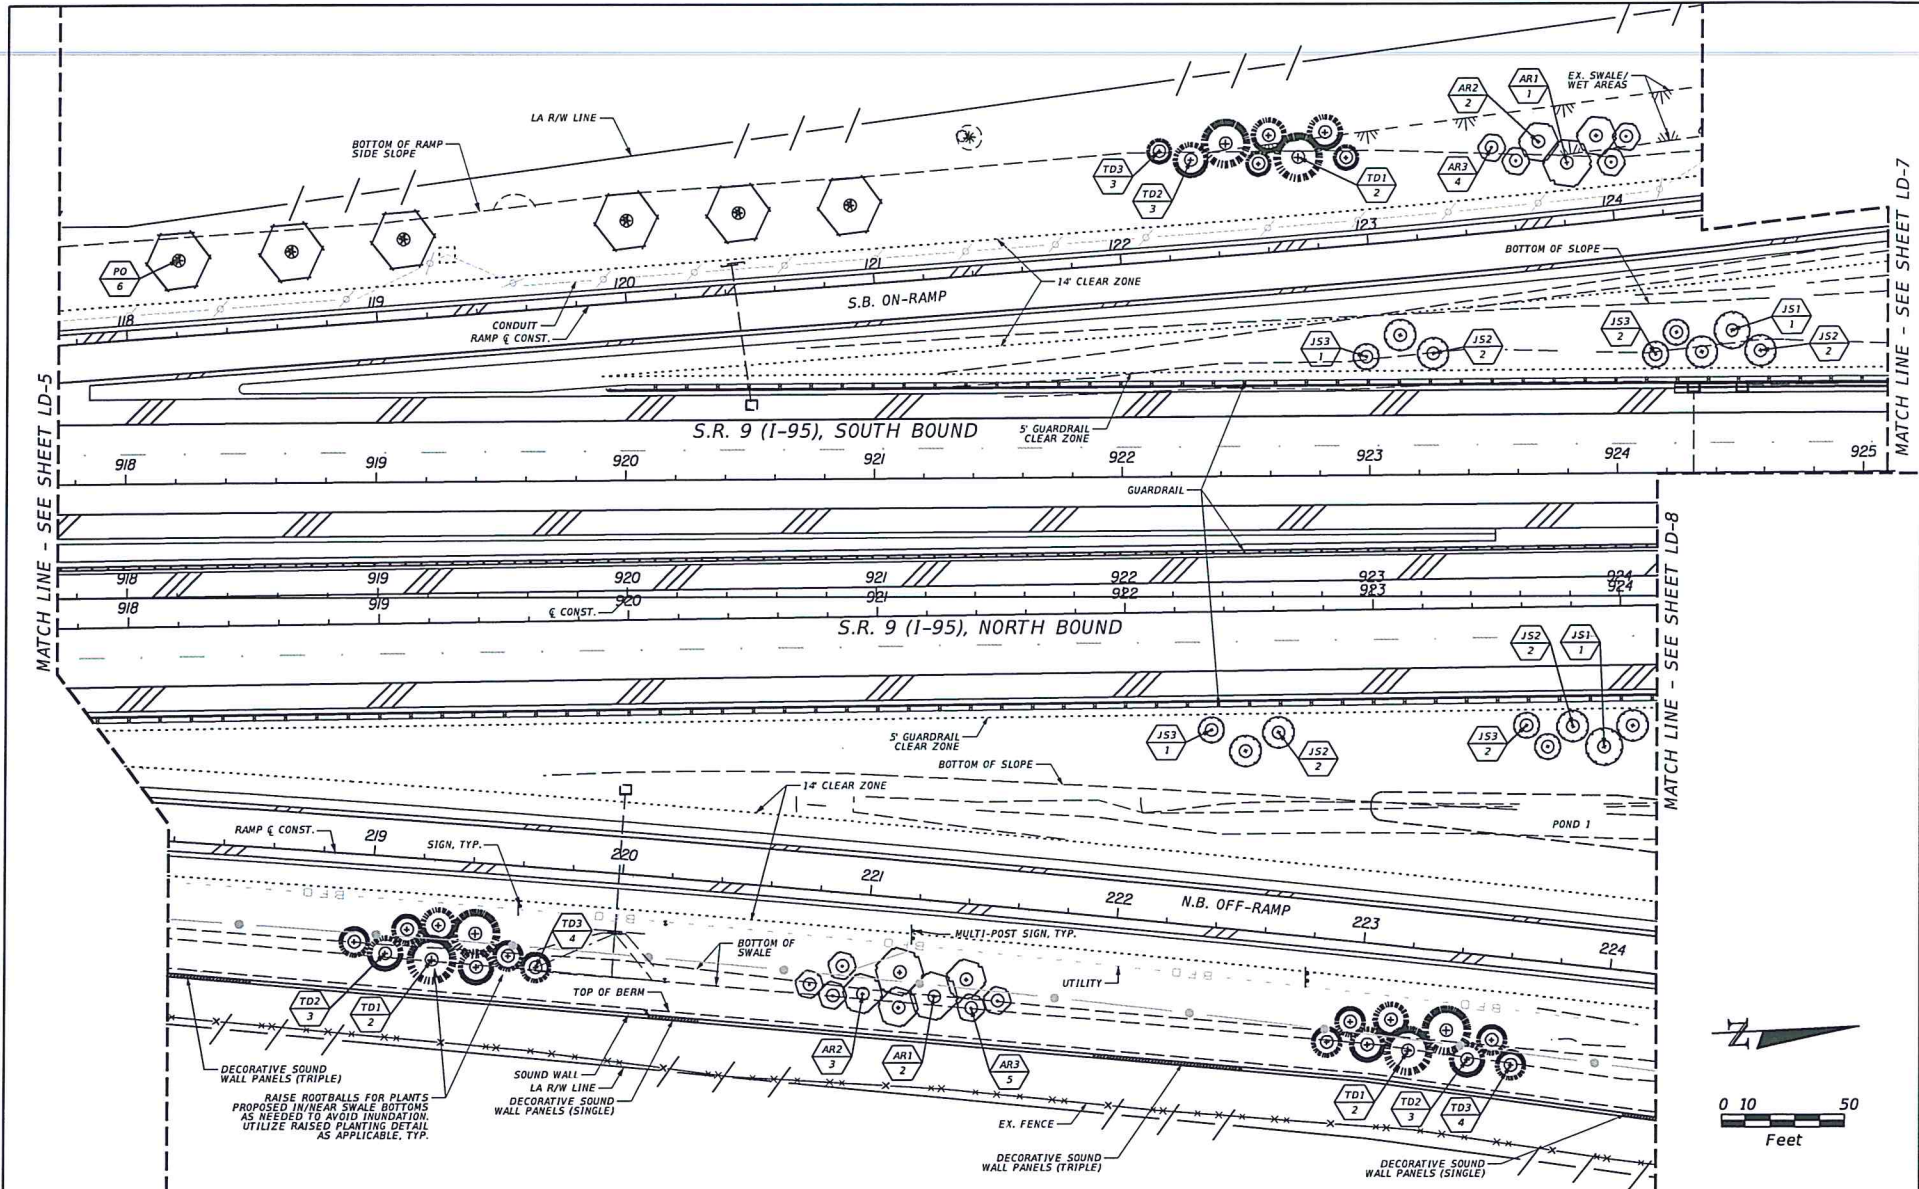 LA R/W LINE
BOTTOM OF RAMP
SIDE SLOPE
AR2
2
AR1
1
EX. SWALE/
WET AREAS
TD3
3
TD2
3
TD1
2
AR3
4
PO
6
118
119
120
121
122
123
124
CONDUIT
RAMP ℄ CONST.
S.B. ON-RAMP
14' CLEAR ZONE
BOTTOM OF SLOPE
JS3
1
JS2
2
JS3
2
JS1
1
JS2
2
MATCH LINE - SEE SHEET LD-7
MATCH LINE - SEE SHEET LD-5
S.R. 9 (I-95), SOUTH BOUND
5' GUARDRAIL
CLEAR ZONE
918
919
920
921
922
923
924
925
GUARDRAIL
918
919
920
921
922
923
924
918
919
920
921
922
923
924
℄ CONST.
S.R. 9 (I-95), NORTH BOUND
MATCH LINE - SEE SHEET LD-8
JS2
2
JS1
1
JS3
1
JS2
2
JS3
2
5' GUARDRAIL
CLEAR ZONE
BOTTOM OF SLOPE
14' CLEAR ZONE
POND 1
RAMP ℄ CONST.
219
220
221
222
223
224
SIGN, TYP.
N.B. OFF-RAMP
BFO
BFO
BFO
BFO
BFO
TD3
4
BOTTOM OF
SWALE
MULTI-POST SIGN, TYP.
UTILITY
TOP OF BERM
TD2
3
TD1
2
AR2
3
AR1
2
AR3
5
TD1
2
TD2
3
TD3
4
DECORATIVE SOUND
WALL PANELS (TRIPLE)
SOUND WALL
LA R/W LINE
DECORATIVE SOUND
WALL PANELS (SINGLE)
RAISE ROOTBALLS FOR PLANTS
PROPOSED IN/NEAR SWALE BOTTOMS
AS NEEDED TO AVOID INUNDATION.
UTILIZE RAISED PLANTING DETAIL
AS APPLICABLE, TYP.
EX. FENCE
DECORATIVE SOUND
WALL PANELS (TRIPLE)
DECORATIVE SOUND
WALL PANELS (SINGLE)
N
0 10 50
Feet